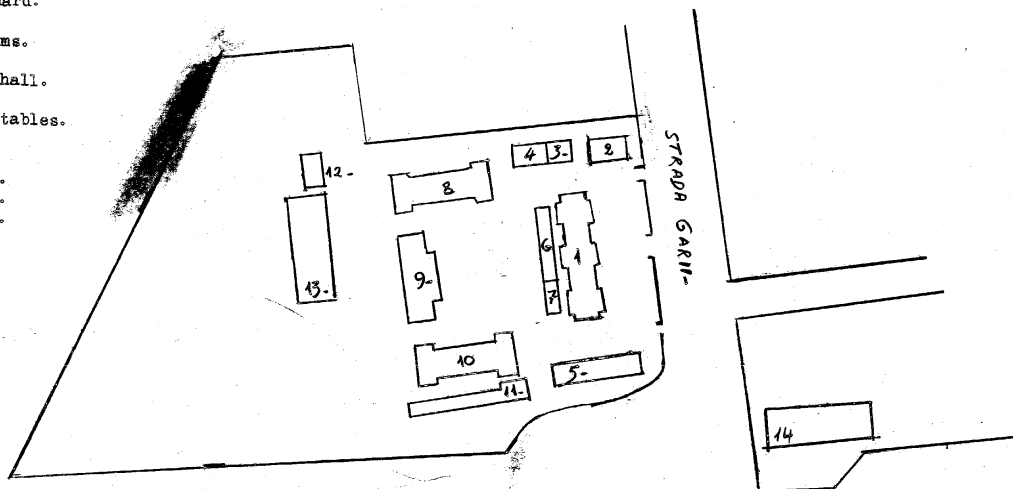 ard.
ms.
hall.
tables.
.
.
.
4 3- 2
12-
8
6
1
9-
13-
7
10
5-
11-
14
STRADA GARII-